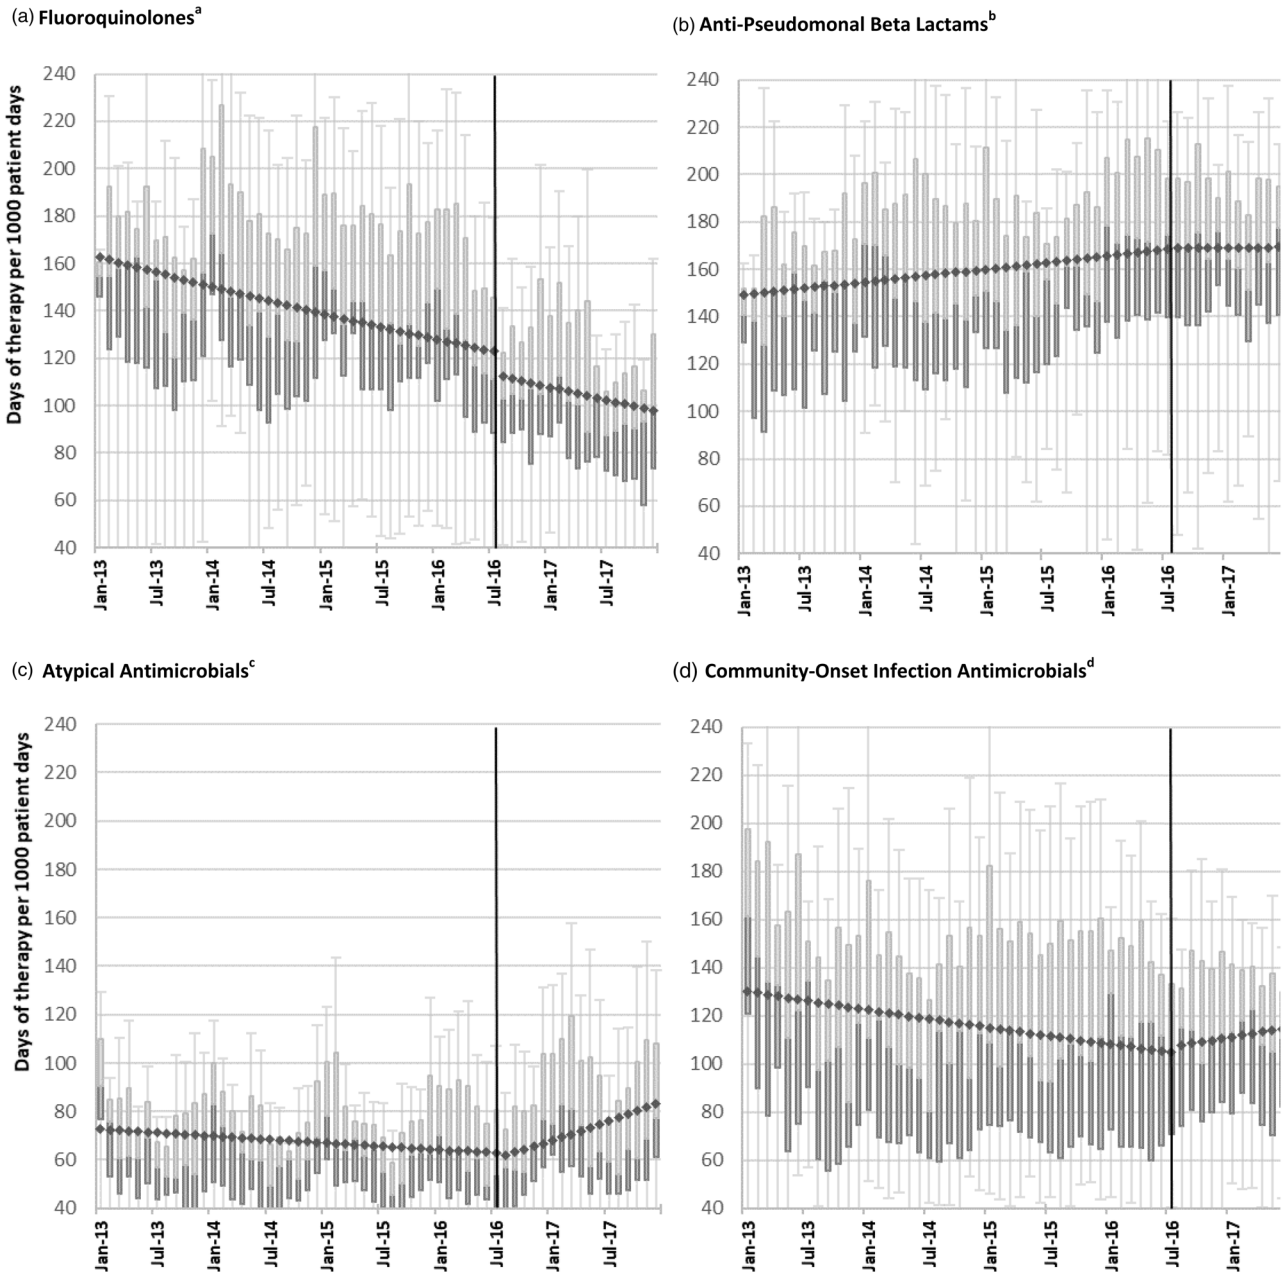 (a) Fluoroquinolonesᵃ
Days of therapy per 1000 patient days
240
220
200
180
160
140
120
100
80
60
40
Jan-13
Jul-13
Jan-14
Jul-14
Jan-15
Jul-15
Jan-16
Jul-16
Jan-17
Jul-17
(b) Anti-Pseudomonal Beta Lactamsᵇ
240
220
200
180
160
140
120
100
80
60
40
Jan-13
Jul-13
Jan-14
Jul-14
Jan-15
Jul-15
Jan-16
Jul-16
Jan-17
(c) Atypical Antimicrobialsᶜ
Days of therapy per 1000 patient days
240
220
200
180
160
140
120
100
80
60
40
Jan-13
Jul-13
Jan-14
Jul-14
Jan-15
Jul-15
Jan-16
Jul-16
Jan-17
Jul-17
(d) Community-Onset Infection Antimicrobialsᵈ
240
220
200
180
160
140
120
100
80
60
40
Jan-13
Jul-13
Jan-14
Jul-14
Jan-15
Jul-15
Jan-16
Jul-16
Jan-17